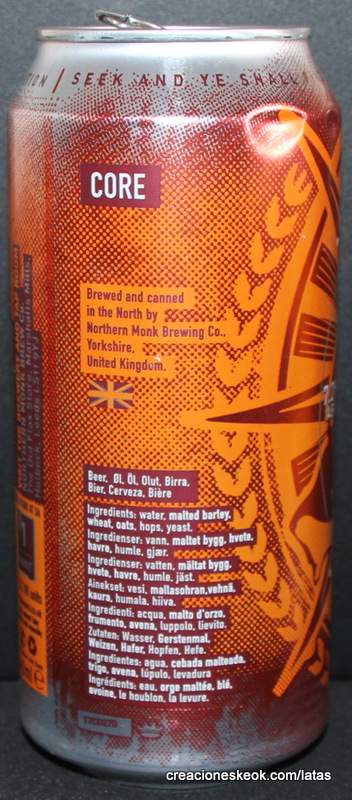 ION | SEEK AND YE SHALL
CORE
Brewed and canned
in the North by
Northern Monk Brewing Co.,
Yorkshire,
United Kingdom.
Beer, Øl, Öl, Olut, Birra,
Bier, Cerveza, Bière
Ingredients: water, malted barley,
wheat, oats, hops, yeast.
Ingredienser: vann, maltet bygg, hvete,
havre, humle, gjær.
Ingredienser: vatten, mältat bygg,
hvete, havre, humle, jäst.
Ainekset: vesi, mallasohran,vehnä,
kaura, humala, hiiva.
Ingredienti: acqua, malto d'orzo,
frumento, avena, luppolo, lievito.
Zutaten: Wasser, Gerstenmal,
Weizen, Hafer, Hopfen, Hefe.
Ingredientes: agua, cebada malteada,
trigo, avena, lúpulo, levadura
Ingrédients: eau, orge maltée, blé,
avoine, le houblon, la levure.
creacioneskeok.com/latas